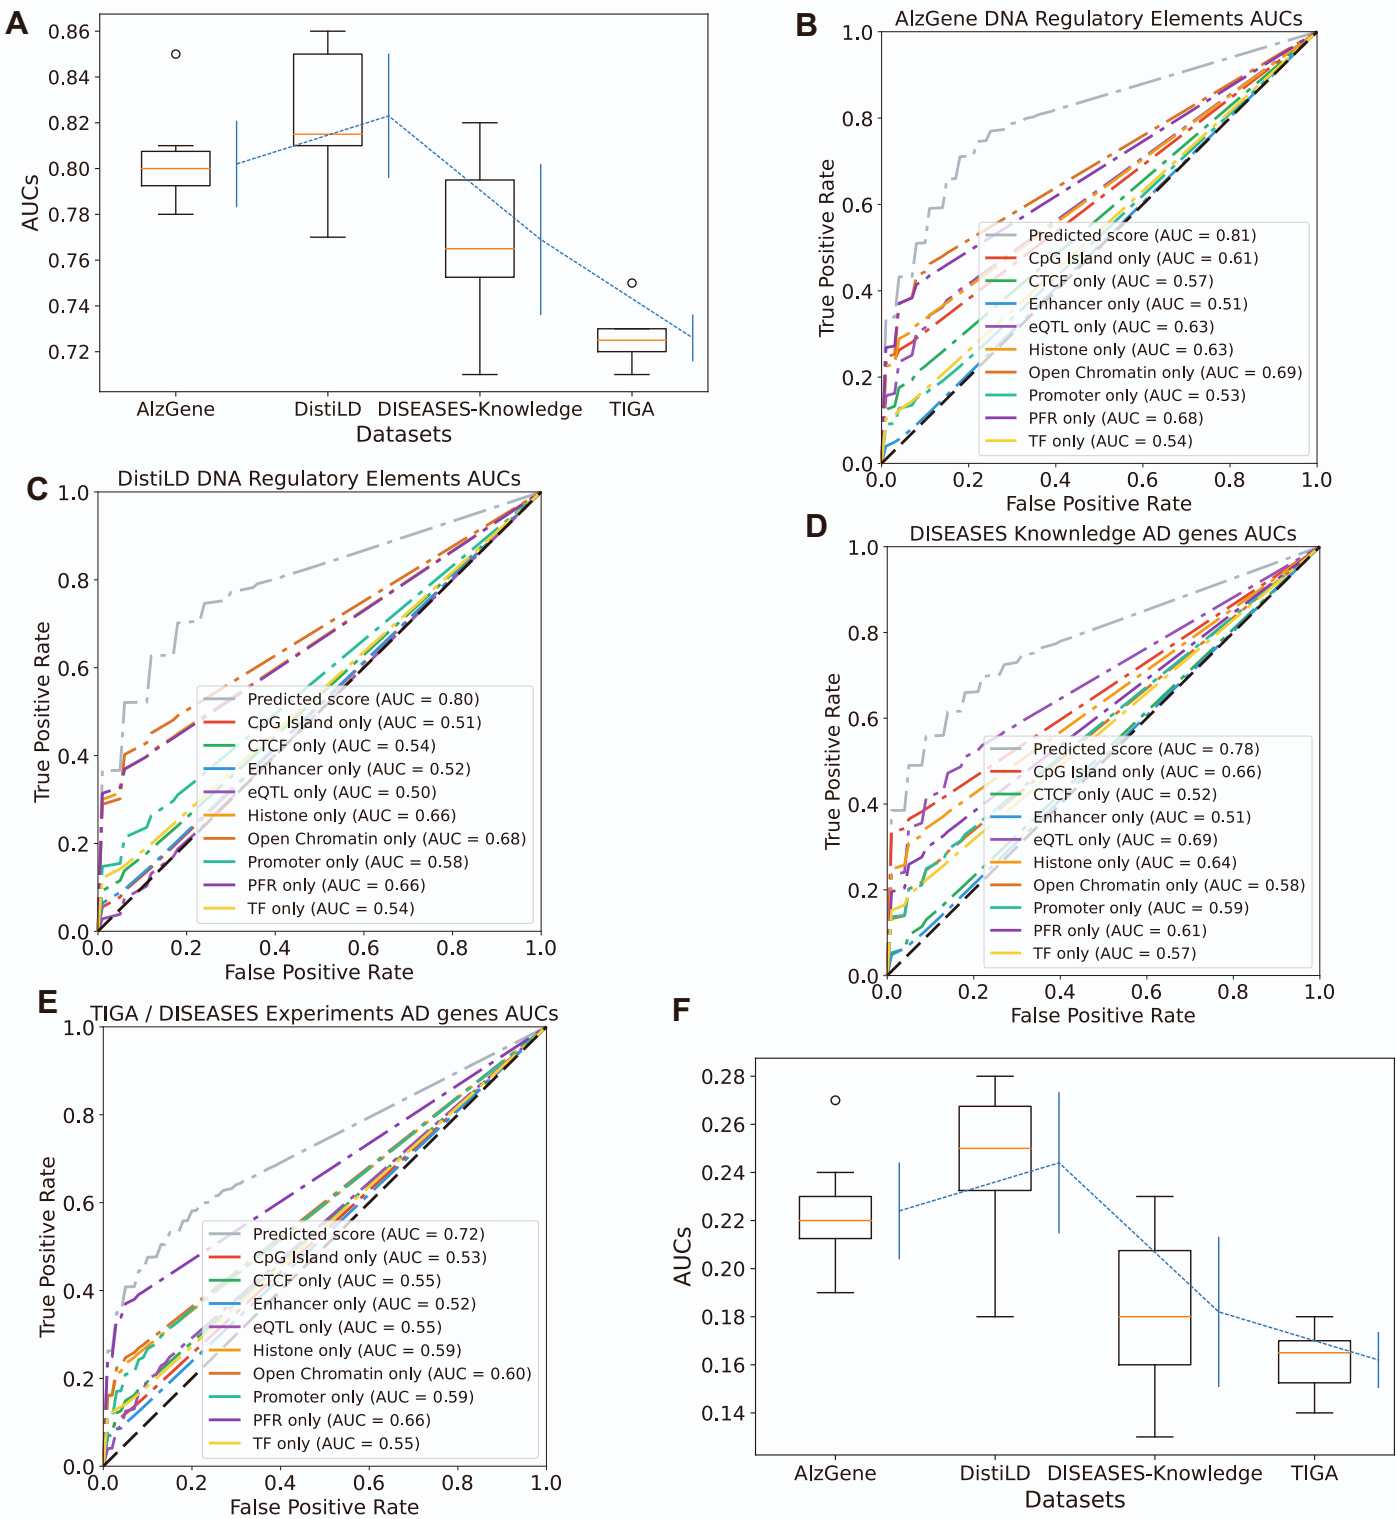 A
0.86
0.84
0.82
0.80
0.78
0.76
0.74
0.72
AUCs
AlzGene
DistiLD
DISEASES-Knowledge
TIGA
Datasets
B
AlzGene DNA Regulatory Elements AUCs
1.0
0.8
0.6
0.4
0.2
0.0
True Positive Rate
Predicted score (AUC = 0.81)
CpG Island only (AUC = 0.61)
CTCF only (AUC = 0.57)
Enhancer only (AUC = 0.51)
eQTL only (AUC = 0.63)
Histone only (AUC = 0.63)
Open Chromatin only (AUC = 0.69)
Promoter only (AUC = 0.53)
PFR only (AUC = 0.68)
TF only (AUC = 0.54)
0.0 0.2 0.4 0.6 0.8 1.0
False Positive Rate
C
DistiLD DNA Regulatory Elements AUCs
1.0
0.8
0.6
0.4
0.2
0.0
True Positive Rate
Predicted score (AUC = 0.80)
CpG Island only (AUC = 0.51)
CTCF only (AUC = 0.54)
Enhancer only (AUC = 0.52)
eQTL only (AUC = 0.50)
Histone only (AUC = 0.66)
Open Chromatin only (AUC = 0.68)
Promoter only (AUC = 0.58)
PFR only (AUC = 0.66)
TF only (AUC = 0.54)
0.0 0.2 0.4 0.6 0.8 1.0
False Positive Rate
D
DISEASES Knownledge AD genes AUCs
1.0
0.8
0.6
0.4
0.2
0.0
True Positive Rate
Predicted score (AUC = 0.78)
CpG Island only (AUC = 0.66)
CTCF only (AUC = 0.52)
Enhancer only (AUC = 0.51)
eQTL only (AUC = 0.69)
Histone only (AUC = 0.64)
Open Chromatin only (AUC = 0.58)
Promoter only (AUC = 0.59)
PFR only (AUC = 0.61)
TF only (AUC = 0.57)
0.0 0.2 0.4 0.6 0.8 1.0
False Positive Rate
E
TIGA / DISEASES Experiments AD genes AUCs
1.0
0.8
0.6
0.4
0.2
0.0
True Positive Rate
Predicted score (AUC = 0.72)
CpG Island only (AUC = 0.53)
CTCF only (AUC = 0.55)
Enhancer only (AUC = 0.52)
eQTL only (AUC = 0.55)
Histone only (AUC = 0.59)
Open Chromatin only (AUC = 0.60)
Promoter only (AUC = 0.59)
PFR only (AUC = 0.66)
TF only (AUC = 0.55)
0.0 0.2 0.4 0.6 0.8 1.0
False Positive Rate
F
0.28
0.26
0.24
0.22
0.20
0.18
0.16
0.14
AUCs
AlzGene
DistiLD
DISEASES-Knowledge
TIGA
Datasets